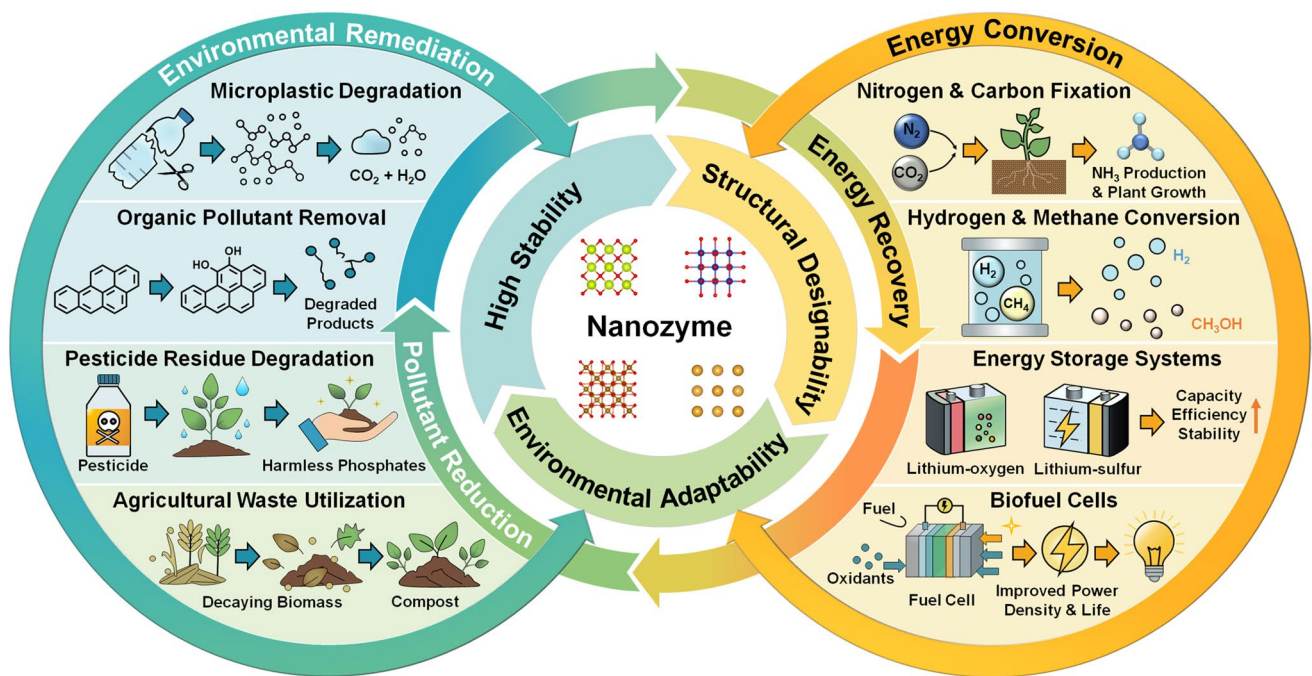 Environmental Remediation
Microplastic Degradation
CO₂ + H₂O
Organic Pollutant Removal
OH
HO
Degraded
Products
Pesticide Residue Degradation
Pesticide
Harmless Phosphates
Agricultural Waste Utilization
Decaying Biomass
Compost
Pollutant Reduction
High Stability
Structural Designability
Environmental Adaptability
Nanozyme
Energy Recovery
Energy Conversion
Nitrogen & Carbon Fixation
N₂
CO₂
NH₃ Production
& Plant Growth
Hydrogen & Methane Conversion
H₂
CH₄
H₂
CH₃OH
Energy Storage Systems
Lithium-oxygen
Lithium-sulfur
Capacity
Efficiency
Stability
Biofuel Cells
Fuel
Oxidants
Fuel Cell
Improved Power
Density & Life